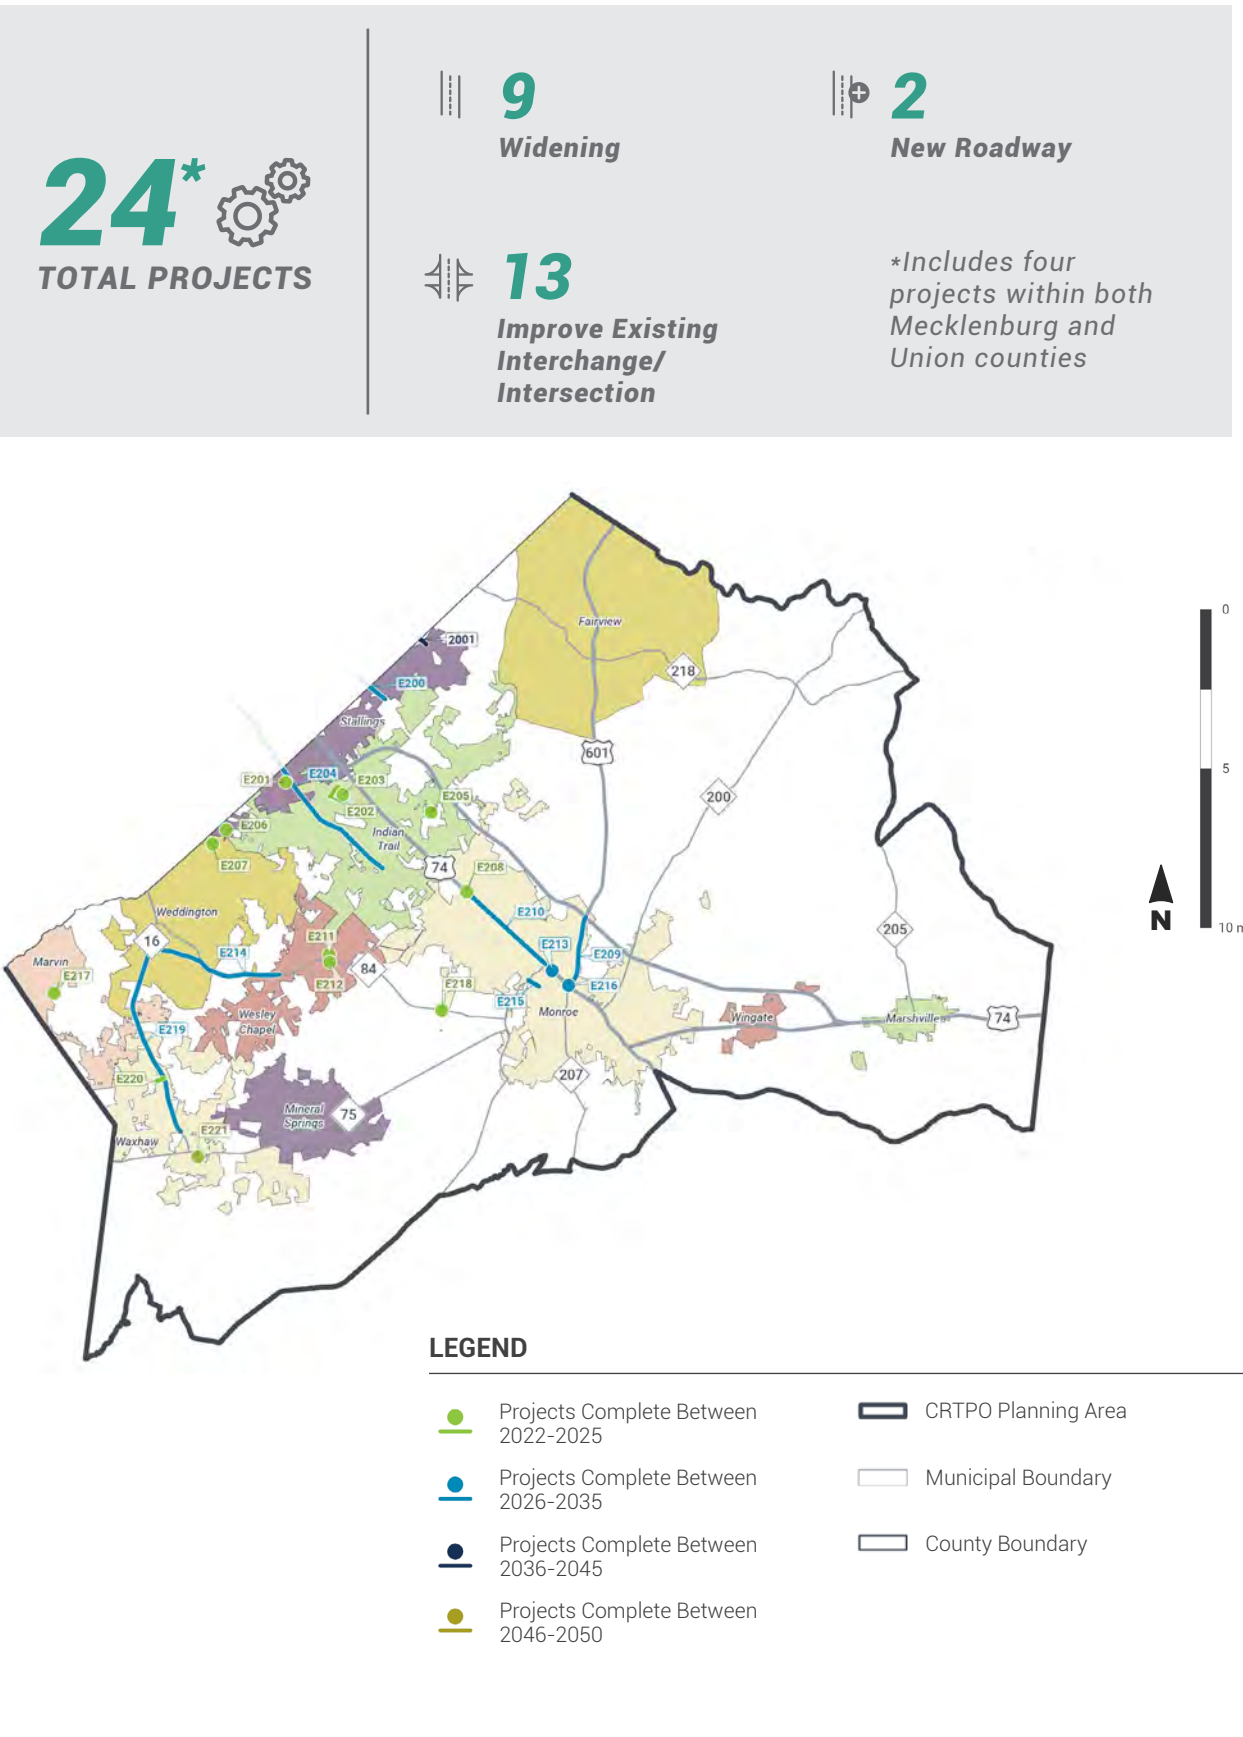 24*
TOTAL PROJECTS
9
Widening
2
New Roadway
13
Improve Existing
Interchange/
Intersection
*Includes four
projects within both
Mecklenburg and
Union counties
Fairview
218
2001
E200
Stallings
601
E201
E204
E203
E202
E205
200
E206
Indian
Trail
E207
74
E208
Weddington
E210
205
16
E211
E213
E214
E209
Marvin
84
E217
E212
E218
E216
E215
Monroe
Wesley
Chapel
Wingate
Marshville
74
E219
E220
207
Mineral
Springs
75
E221
Waxhaw
0
5
10 m
N
LEGEND
Projects Complete Between
2022-2025
Projects Complete Between
2026-2035
Projects Complete Between
2036-2045
Projects Complete Between
2046-2050
CRTPO Planning Area
Municipal Boundary
County Boundary